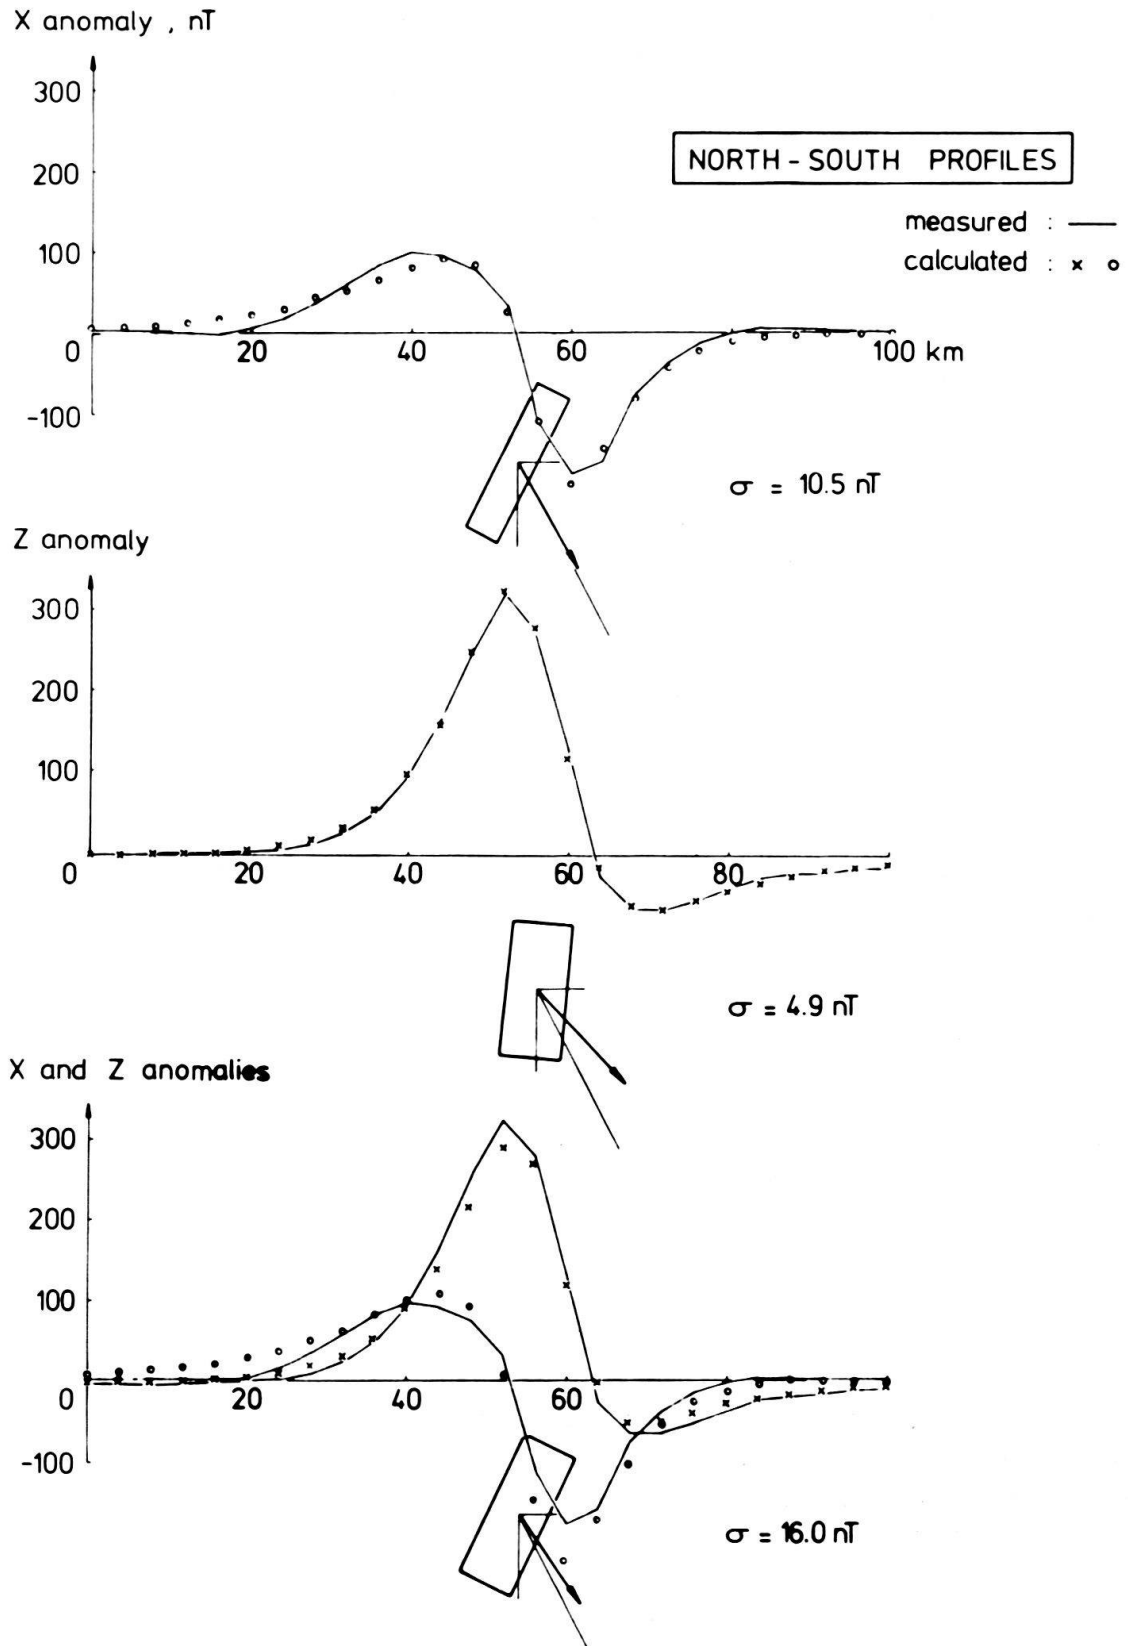 X anomaly , nT
300
NORTH - SOUTH PROFILES
200
measured : —
100
calculated : x o
0 20 40 60 100 km
-100
σ = 10.5 nT
Z anomaly
300
200
100
0 20 40 60 80
σ = 4.9 nT
X and Z anomalies
300
200
100
0 20 40 60
-100
σ = 16.0 nT